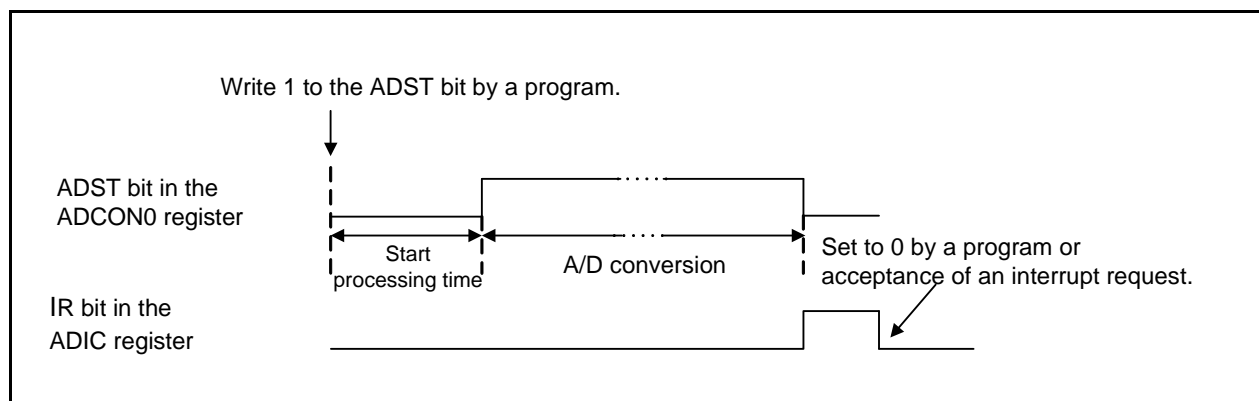 Write 1 to the ADST bit by a program.
ADST bit in the
ADCON0 register
Start
processing time
A/D conversion
Set to 0 by a program or
acceptance of an interrupt request.
IR bit in the
ADIC register